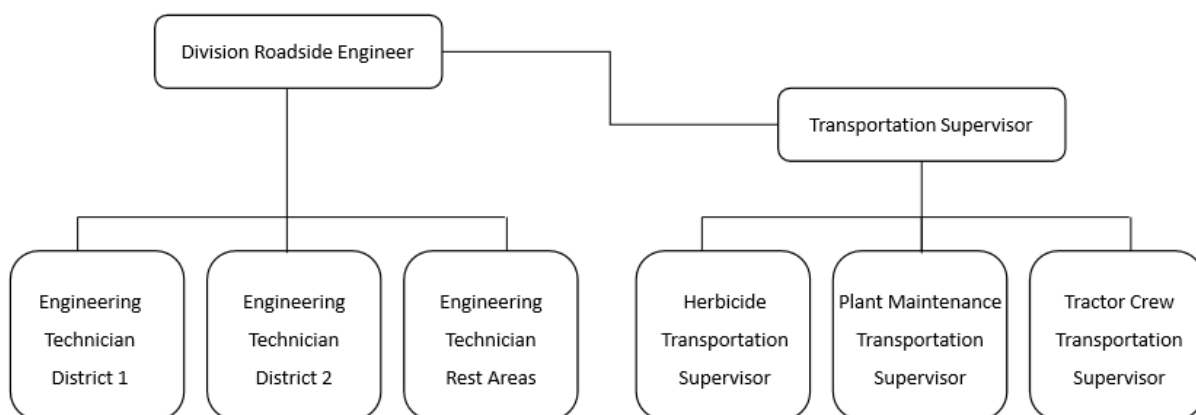 Division Roadside Engineer
Transportation Supervisor
Engineering
Technician
District 1
Engineering
Technician
District 2
Engineering
Technician
Rest Areas
Herbicide
Transportation
Supervisor
Plant Maintenance
Transportation
Supervisor
Tractor Crew
Transportation
Supervisor